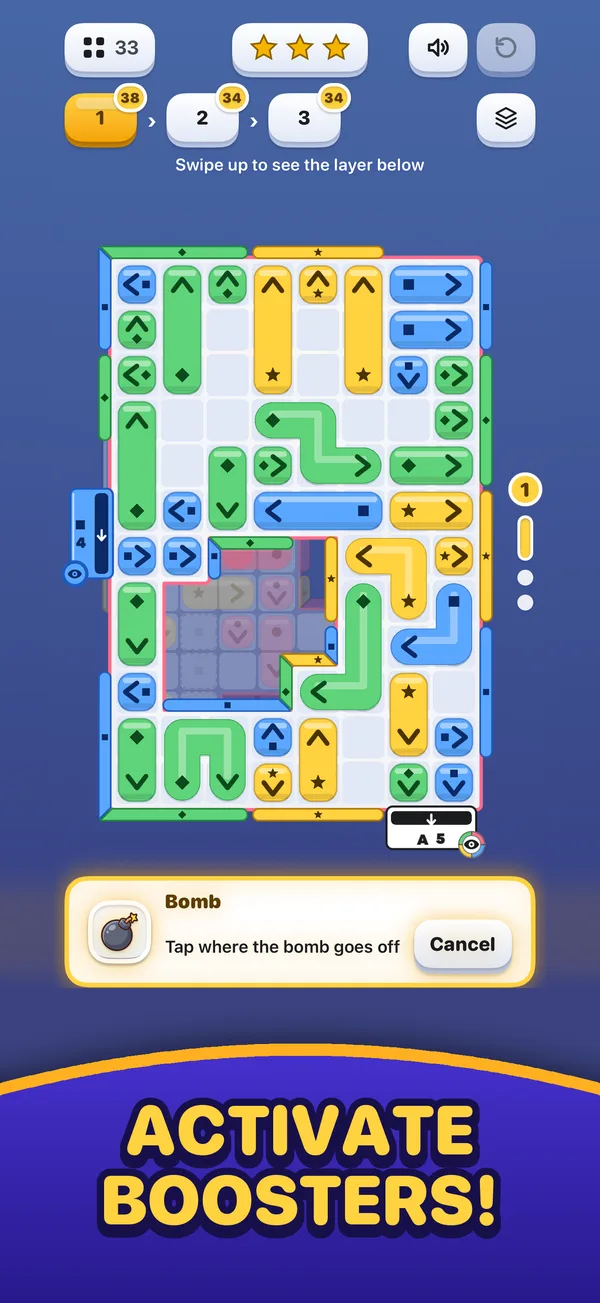 33
38
34
34
1
2
3
Swipe up to see the layer below
1
4
A 5
Bomb
Tap where the bomb goes off
Cancel
ACTIVATE
BOOSTERS!